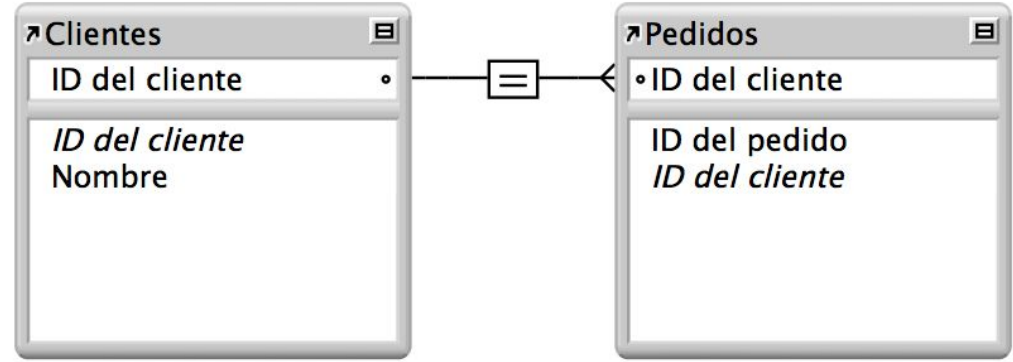 Clientes
ID del cliente
ID del cliente
Nombre
=
Pedidos
ID del cliente
ID del pedido
ID del cliente